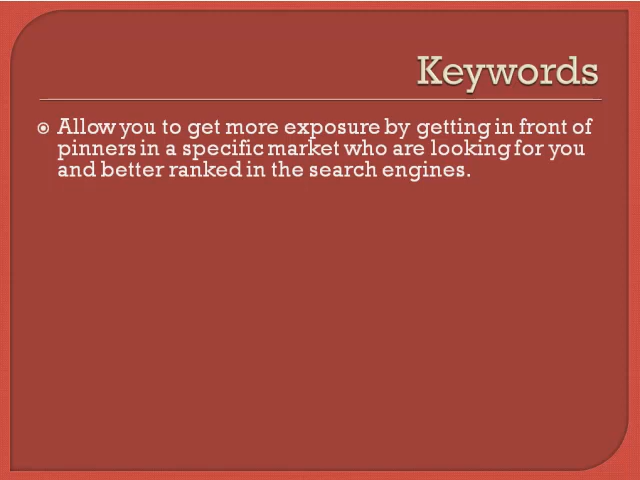 Keywords
Allow you to get more exposure by getting in front of
pinners in a specific market who are looking for you
and better ranked in the search engines.